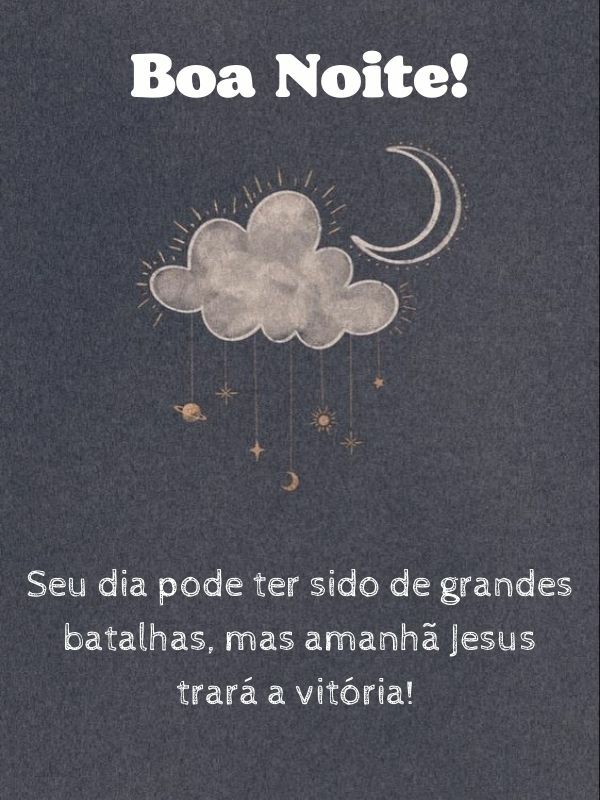 Boa Noite!
Seu dia pode ter sido de grandes
batalhas, mas amanhã Jesus
trará a vitória!